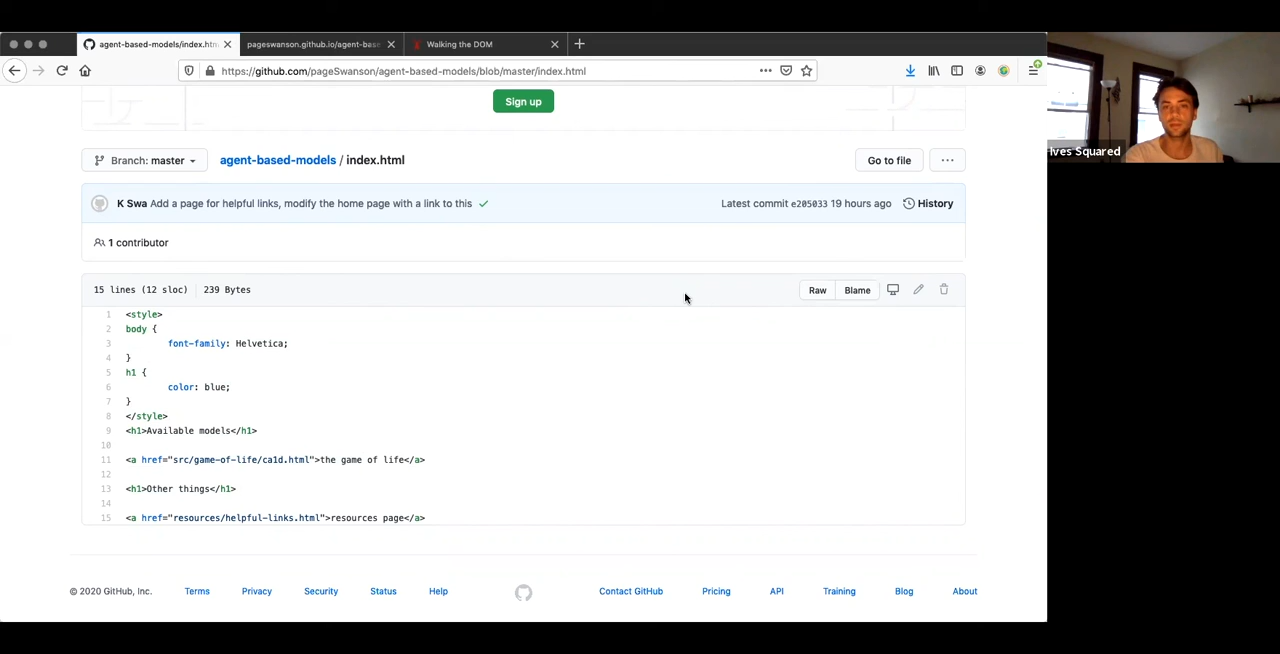 agent-based-models/index.htm
pageswanson.github.io/agent-base
Walking the DOM
https://github.com/pageSwanson/agent-based-models/blob/master/index.html
Ives Squared
Sign up
Branch: master
agent-based-models / index.html
Go to file
K Swa Add a page for helpful links, modify the home page with a link to this
Latest commit e205033 19 hours ago
History
1 contributor
15 lines (12 sloc)
239 Bytes
Raw
Blame
1 <style>
2 body {
3 font-family: Helvetica;
4 }
5 h1 {
6 color: blue;
7 }
8 </style>
9 <h1>Available models</h1>
10
11 <a href="src/game-of-life/ca1d.html">the game of life</a>
12
13 <h1>Other things</h1>
14
15 <a href="resources/helpful-links.html">resources page</a>
© 2020 GitHub, Inc.
Terms
Privacy
Security
Status
Help
Contact GitHub
Pricing
API
Training
Blog
About